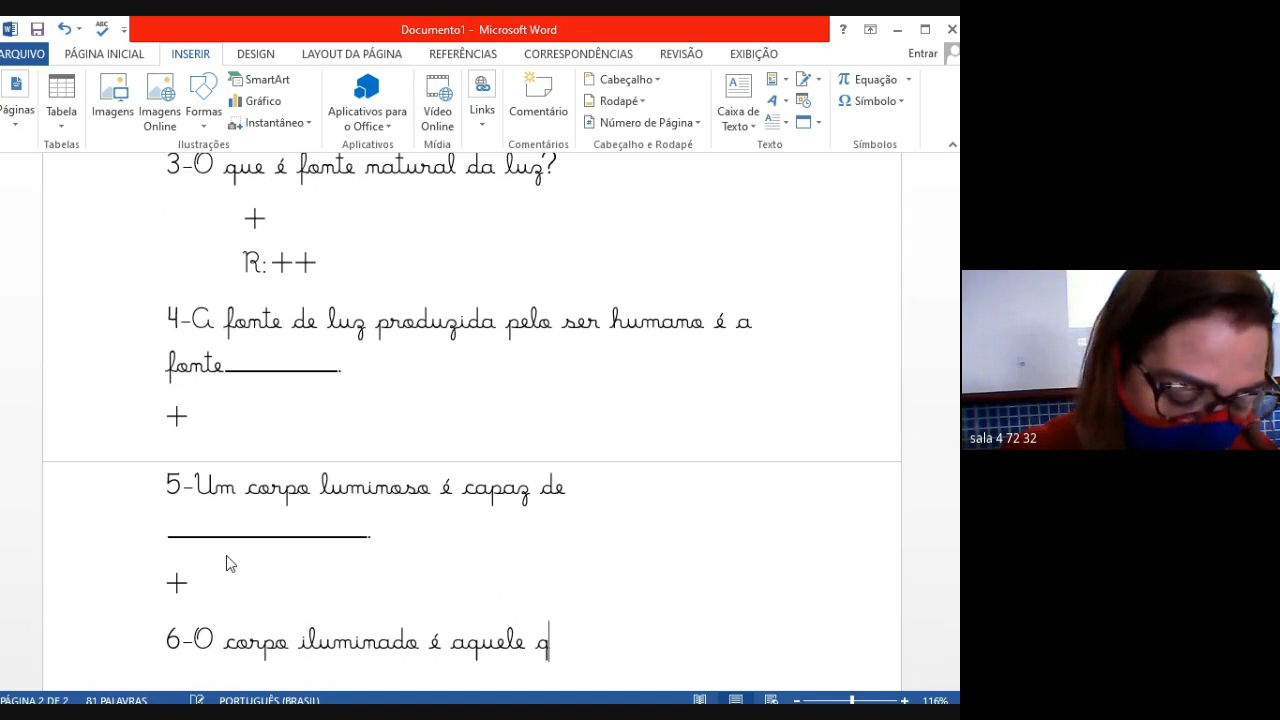 Documento1 - Microsoft Word
Entrar
ARQUIVO PÁGINA INICIAL INSERIR DESIGN LAYOUT DA PÁGINA REFERÊNCIAS CORRESPONDÊNCIAS REVISÃO EXIBIÇÃO
Páginas
Tabela
Tabelas
Imagens
Imagens Online
Formas
SmartArt
Gráfico
Instantâneo
Ilustrações
Aplicativos para o Office
Aplicativos
Vídeo Online
Mídia
Links
Comentário
Comentários
Cabeçalho
Rodapé
Número de Página
Cabeçalho e Rodapé
Caixa de Texto
Texto
Equação
Símbolo
Símbolos
3-O que é fonte natural da luz?
+
R:++
4-A fonte de luz produzida pelo ser humano é a
fonte__________.
+
5-Um corpo luminoso é capaz de
__________________.
+
6-O corpo iluminado é aquele q
sala 4 72 32
PÁGINA 2 DE 2 81 PALAVRAS PORTUGUÊS (BRASIL) 116%